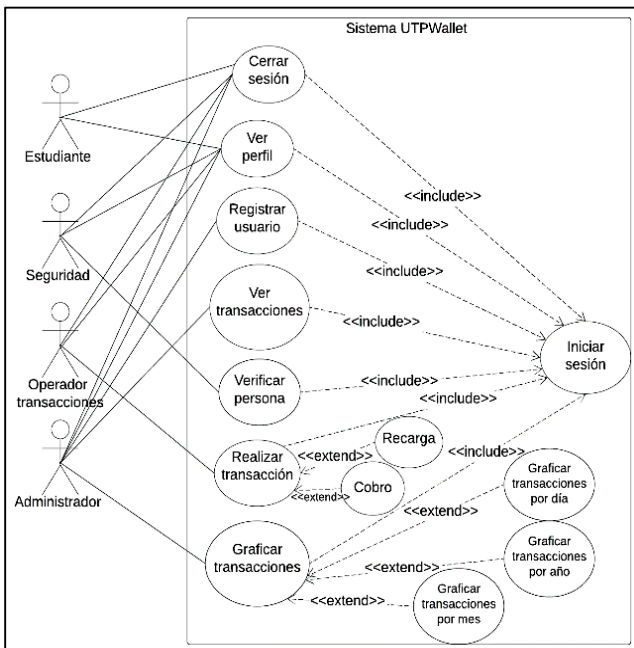 Sistema UTPWallet
Cerrar
sesión
Estudiante
Ver
perfil
<<include>>
Registrar
usuario
<<include>>
Seguridad
<<include>>
Ver
transacciones
<<include>>
Iniciar
sesión
Operador
transacciones
Verificar
persona
<<include>>
<<include>>
Realizar
transacción
Recarga
<<extend>>
<<include>>
Administrador
Cobro
<<extend>>
Graficar
transacciones
por día
<<extend>>
Graficar
transacciones
Graficar
transacciones
por año
<<extend>>
<<extend>>
Graficar
transacciones
por mes